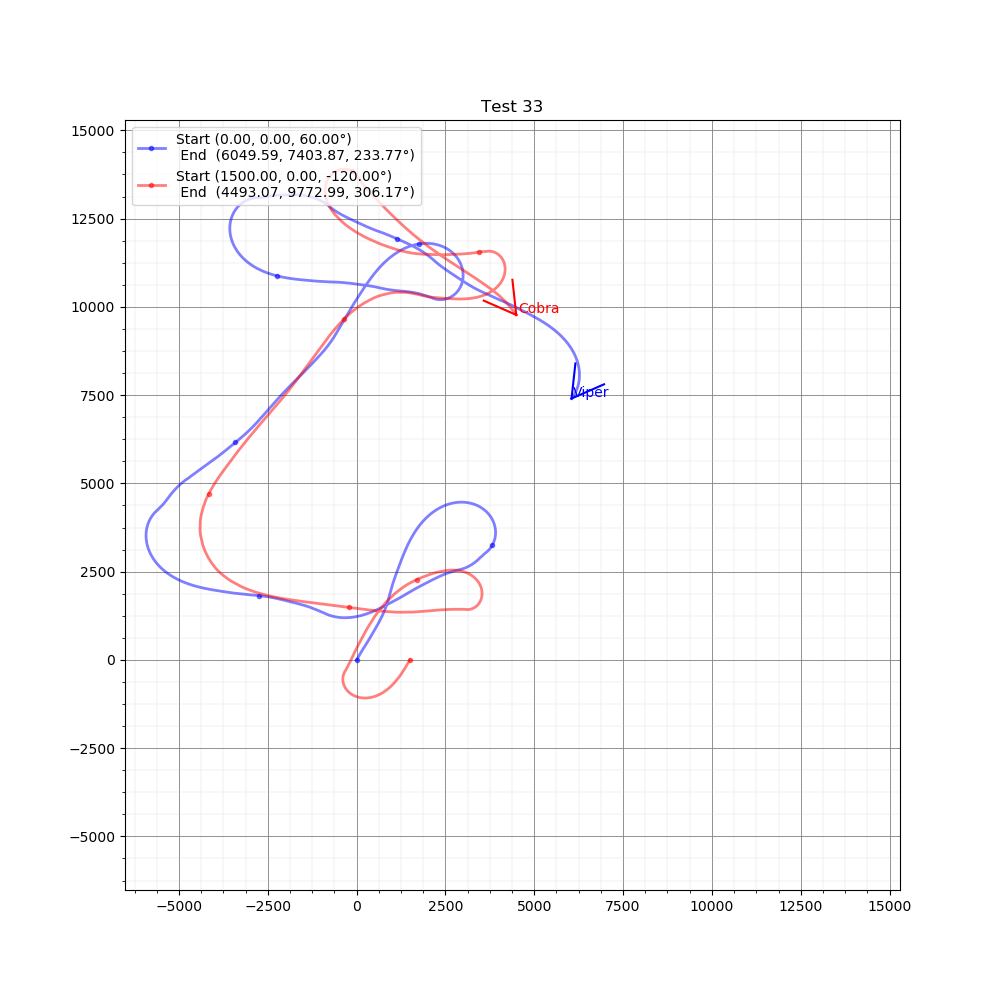 Test 33
Start (0.00, 0.00, 60.00°)
End  (6049.59, 7403.87, 233.77°)
Start (1500.00, 0.00, -120.00°)
End  (4493.07, 9772.99, 306.17°)
15000
12500
10000
7500
5000
2500
0
−2500
−5000
Cobra
Viper
−5000 −2500 0 2500 5000 7500 10000 12500 15000